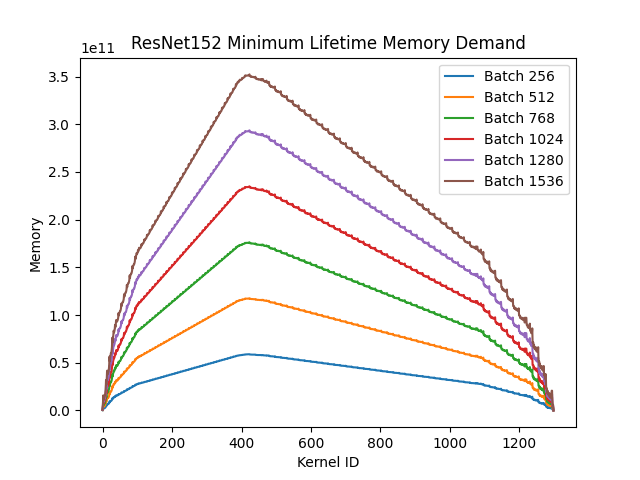 ResNet152 Minimum Lifetime Memory Demand
1e11
3.5
3.0
2.5
2.0
1.5
1.0
0.5
0.0
Memory
Batch 256
Batch 512
Batch 768
Batch 1024
Batch 1280
Batch 1536
0 200 400 600 800 1000 1200
Kernel ID